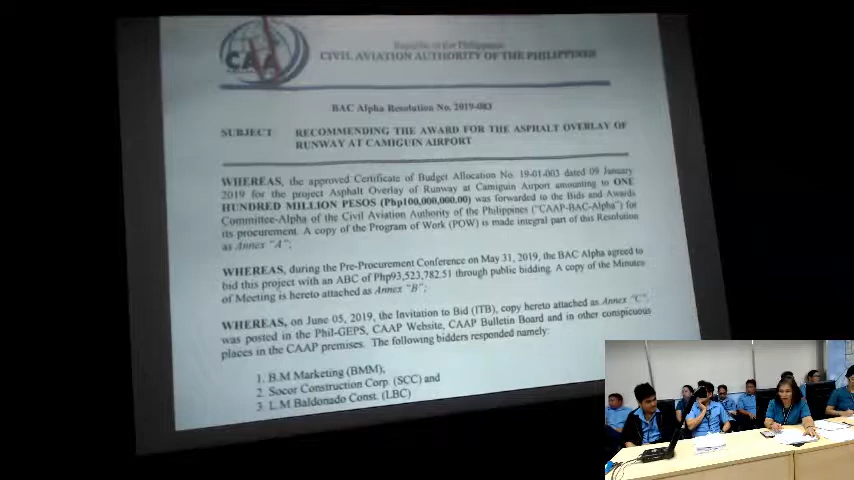 CAA
Republic of the Philippines
CIVIL AVIATION AUTHORITY OF THE PHILIPPINES
BAC Alpha Resolution No. 2019-083
SUBJECT RECOMMENDING THE AWARD FOR THE ASPHALT OVERLAY OF
RUNWAY AT CAMIGUIN AIRPORT
WHEREAS, the approved Certificate of Budget Allocation No. 19-01-003 dated 09 January
2019 for the project Asphalt Overlay of Runway at Camiguin Airport amounting to ONE
HUNDRED MILLION PESOS (Php100,000,000.00) was forwarded to the Bids and Awards
Committee-Alpha of the Civil Aviation Authority of the Philippines ("CAAP-BAC-Alpha") for
its procurement. A copy of the Program of Work (POW) is made integral part of this Resolution
as Annex "A";
WHEREAS, during the Pre-Procurement Conference on May 31, 2019, the BAC Alpha agreed to
bid this project with an ABC of Php93,523,782.51 through public bidding. A copy of the Minutes
of Meeting is hereto attached as Annex "B";
WHEREAS, on June 05, 2019, the Invitation to Bid (ITB), copy hereto attached as Annex "C",
was posted in the Phil-GEPS, CAAP Website, CAAP Bulletin Board and in other conspicuous
places in the CAAP premises. The following bidders responded namely:
1. B.M Marketing (BMM),
2. Socor Construction Corp. (SCC) and
3. L.M Baldonado Const. (LBC)